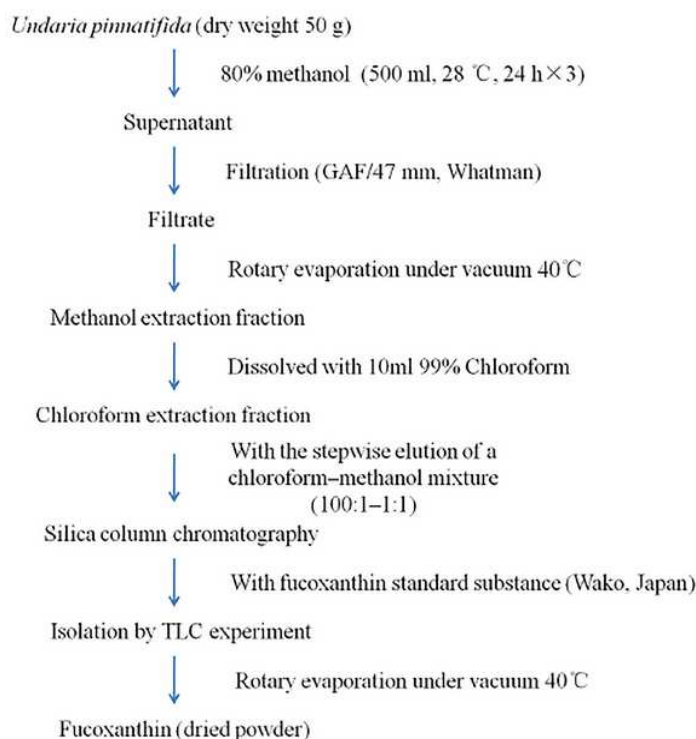 Undaria pinnatifida (dry weight 50 g)
80% methanol (500 ml, 28 ℃, 24 h×3)
Supernatant
Filtration (GAF/47 mm, Whatman)
Filtrate
Rotary evaporation under vacuum 40℃
Methanol extraction fraction
Dissolved with 10ml 99% Chloroform
Chloroform extraction fraction
With the stepwise elution of a
chloroform–methanol mixture
(100:1–1:1)
Silica column chromatography
With fucoxanthin standard substance (Wako, Japan)
Isolation by TLC experiment
Rotary evaporation under vacuum 40℃
Fucoxanthin (dried powder)